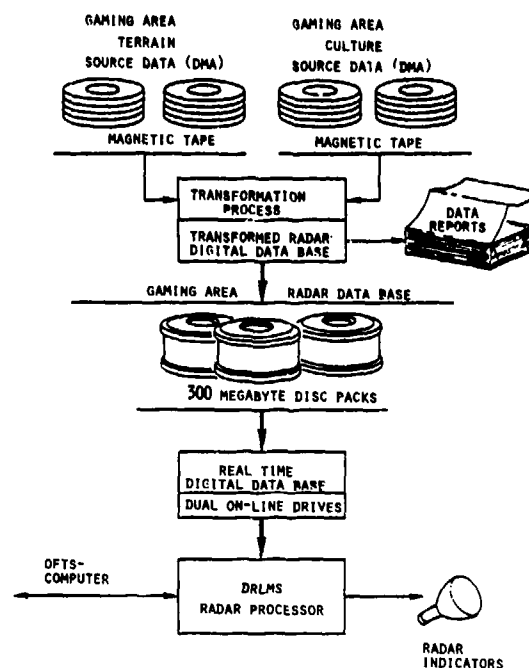 GAMING AREA
TERRAIN
SOURCE DATA (DMA)
GAMING AREA
CULTURE
SOURCE DATA (DMA)
MAGNETIC TAPE
MAGNETIC TAPE
TRANSFORMATION
PROCESS
TRANSFORMED RADAR
DIGITAL DATA BASE
DATA
REPORTS
GAMING AREA
RADAR DATA BASE
300 MEGABYTE DISC PACKS
REAL TIME
DIGITAL DATA BASE
DUAL ON-LINE DRIVES
OFTS-
COMPUTER
DRLMS
RADAR PROCESSOR
RADAR
INDICATORS